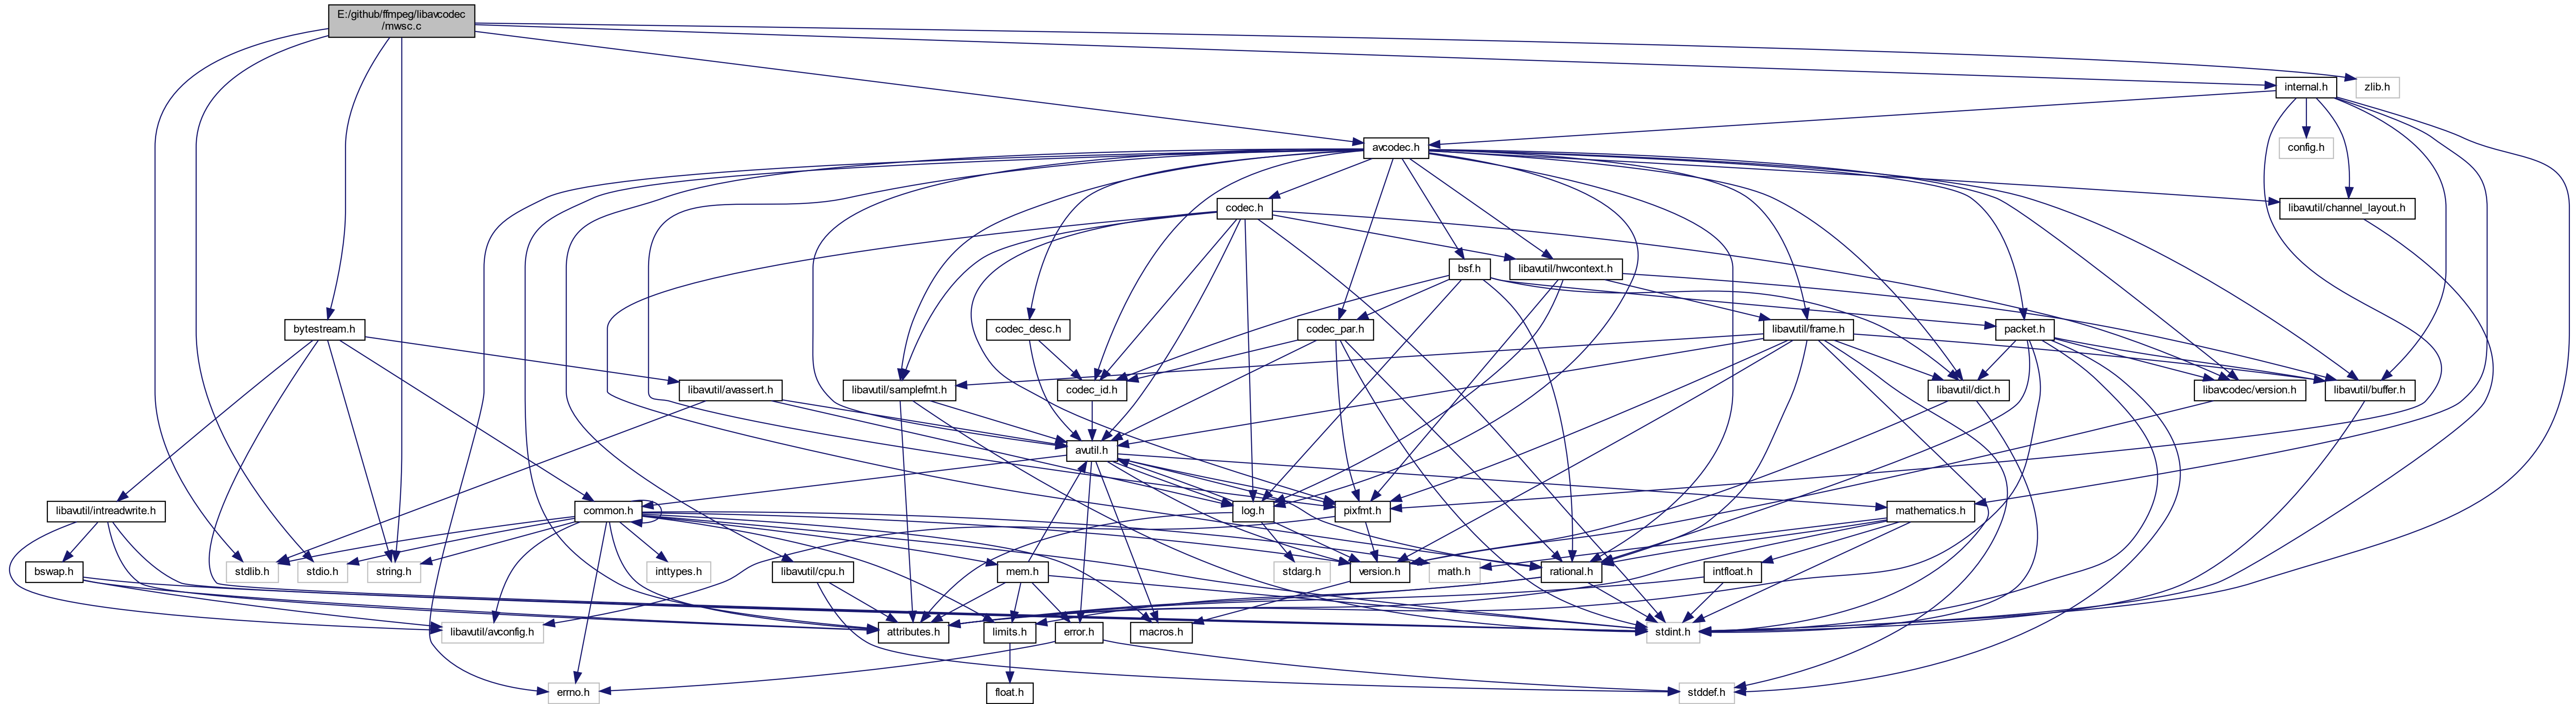 E:/github/ffmpeg/libavcodec
/mwsc.c
internal.h
zlib.h
avcodec.h
config.h
codec.h
libavutil/channel_layout.h
bsf.h
libavutil/hwcontext.h
bytestream.h
codec_desc.h
codec_par.h
libavutil/frame.h
packet.h
libavutil/avassert.h
libavutil/samplefmt.h
codec_id.h
libavutil/dict.h
libavcodec/version.h
libavutil/buffer.h
avutil.h
libavutil/intreadwrite.h
common.h
log.h
pixfmt.h
mathematics.h
bswap.h
stdlib.h
stdio.h
string.h
inttypes.h
libavutil/cpu.h
mem.h
stdarg.h
version.h
math.h
rational.h
intfloat.h
libavutil/avconfig.h
attributes.h
limits.h
error.h
macros.h
stdint.h
errno.h
float.h
stddef.h